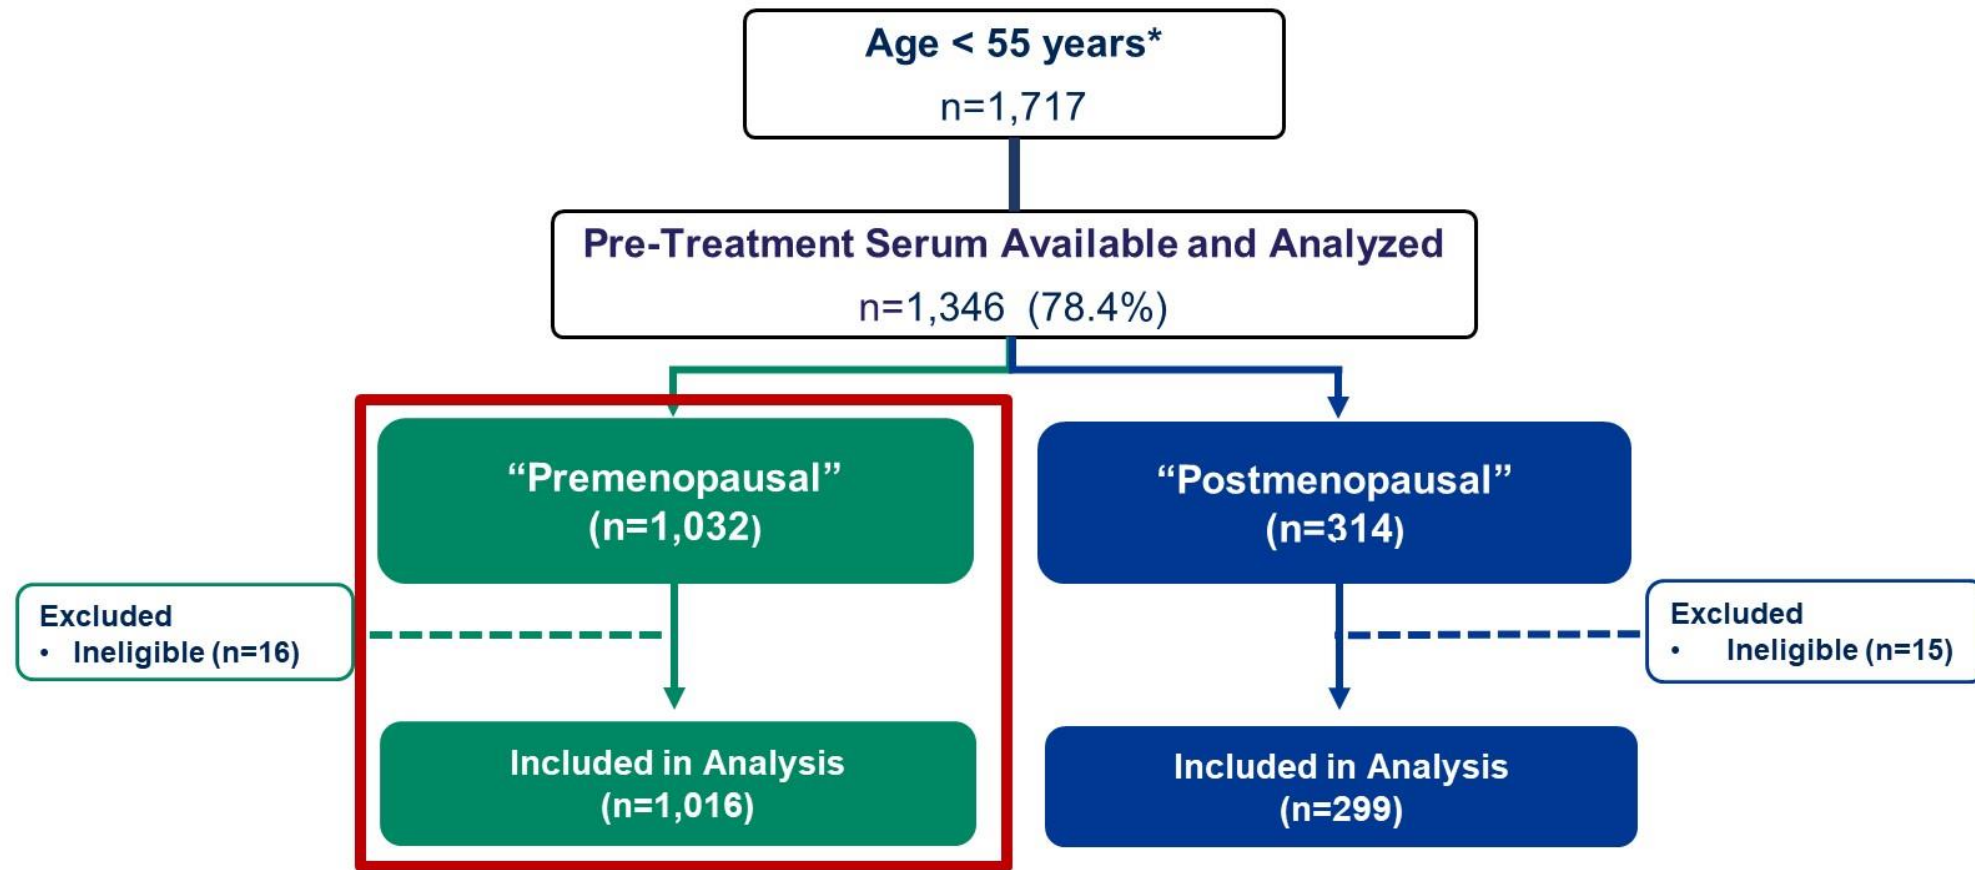 Age < 55 years*
n=1,717
Pre-Treatment Serum Available and Analyzed
n=1,346 (78.4%)
“Premenopausal”
(n=1,032)
“Postmenopausal”
(n=314)
Excluded
• Ineligible (n=16)
Excluded
• Ineligible (n=15)
Included in Analysis
(n=1,016)
Included in Analysis
(n=299)